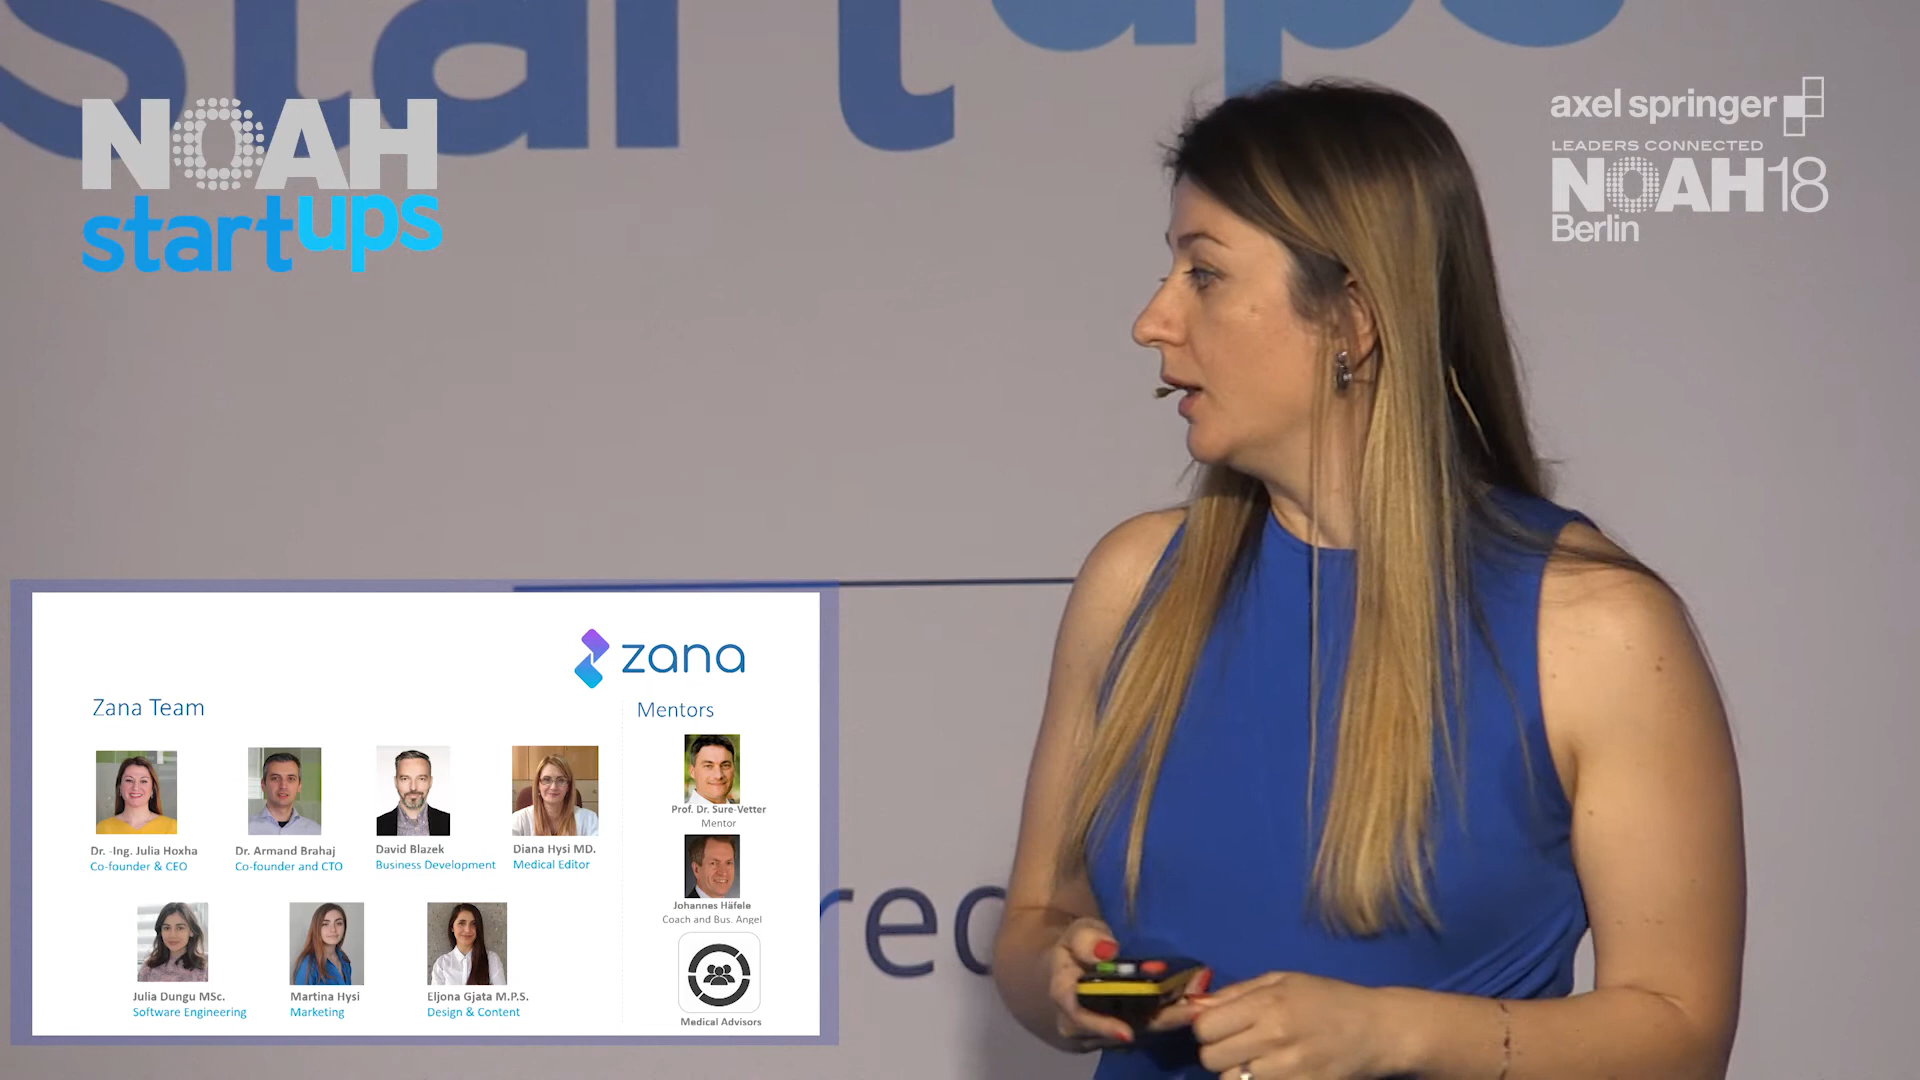 startups
NOAH
startups
axel springer
LEADERS CONNECTED
NOAH18
Berlin
zana
Zana Team
Mentors
Prof. Dr. Sure-Vetter
Mentor
Dr. -Ing. Julia Hoxha
Co-founder & CEO
Dr. Armand Brahaj
Co-founder and CTO
David Blazek
Business Development
Diana Hysi MD.
Medical Editor
Johannes Häfele
Coach and Bus. Angel
Julia Dungu MSc.
Software Engineering
Martina Hysi
Marketing
Eljona Gjata M.P.S.
Design & Content
Medical Advisors